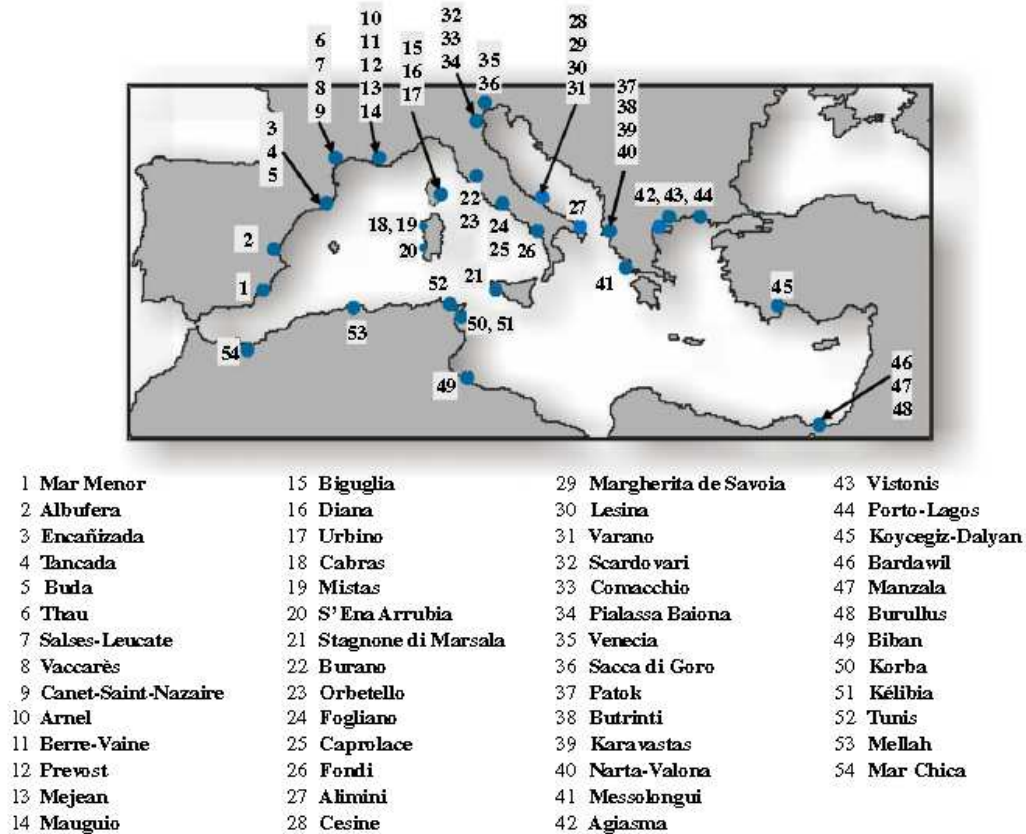 10
32
28
6
11
15
33
35
29
7
12
16
34
36
30
8
13
17
31
37
9
14
38
3
39
4
40
5
22
42, 43, 44
18, 19
23
24
27
2
20
25
26
41
1
21
45
52
53
50, 51
54
49
46
47
48
1 Mar Menor
2 Albufera
3 Encañizada
4 Tancada
5 Buda
6 Thau
7 Salses-Leucate
8 Vaccarès
9 Canet-Saint-Nazaire
10 Arnel
11 Berre-Vaine
12 Prevost
13 Mejean
14 Mauguio
15 Biguglia
16 Diana
17 Urbino
18 Cabras
19 Mistas
20 S' Ena Arrubia
21 Stagnone di Marsala
22 Burano
23 Orbetello
24 Fogliano
25 Caprolace
26 Fondi
27 Alimini
28 Cesine
29 Margherita de Savoia
30 Lesina
31 Varano
32 Scardovari
33 Comacchio
34 Pialassa Baiona
35 Venecia
36 Sacca di Goro
37 Patok
38 Butrinti
39 Karavastas
40 Narta-Valona
41 Messolongui
42 Agiasma
43 Vistonis
44 Porto-Lagos
45 Koycegiz-Dalyan
46 Bardawil
47 Manzala
48 Burullus
49 Biban
50 Korba
51 Kélibia
52 Tunis
53 Mellah
54 Mar Chica